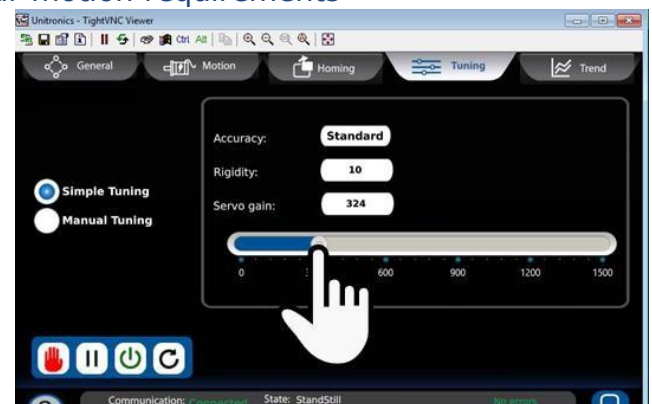 motion requirements
Unitronics - TightVNC Viewer
Ctrl Alt
General Motion Homing Tuning Trend
Accuracy: Standard
Rigidity: 10
Simple Tuning
Servo gain: 324
Manual Tuning
0 600 900 1200 1500
Communication: Connected State: StandStill No errors